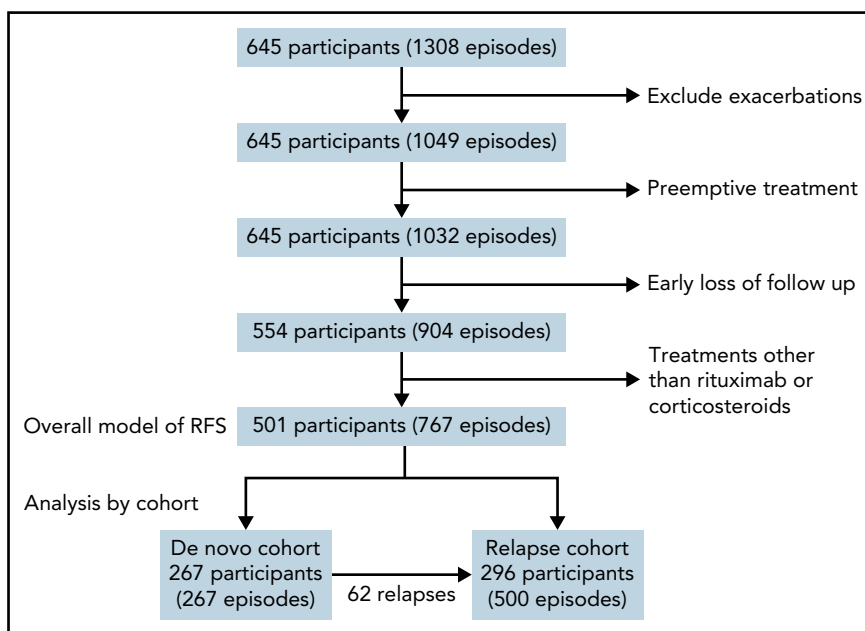 645 participants (1308 episodes)
Exclude exacerbations
645 participants (1049 episodes)
Preemptive treatment
645 participants (1032 episodes)
Early loss of follow up
554 participants (904 episodes)
Treatments other
than rituximab or
corticosteroids
Overall model of RFS
501 participants (767 episodes)
Analysis by cohort
De novo cohort
267 participants
(267 episodes)
62 relapses
Relapse cohort
296 participants
(500 episodes)